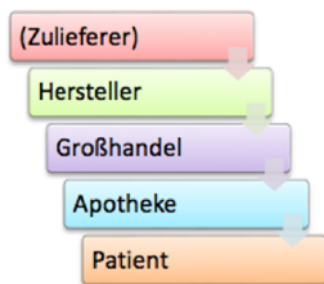 (Zulieferer)
Hersteller
Großhandel
Apotheke
Patient